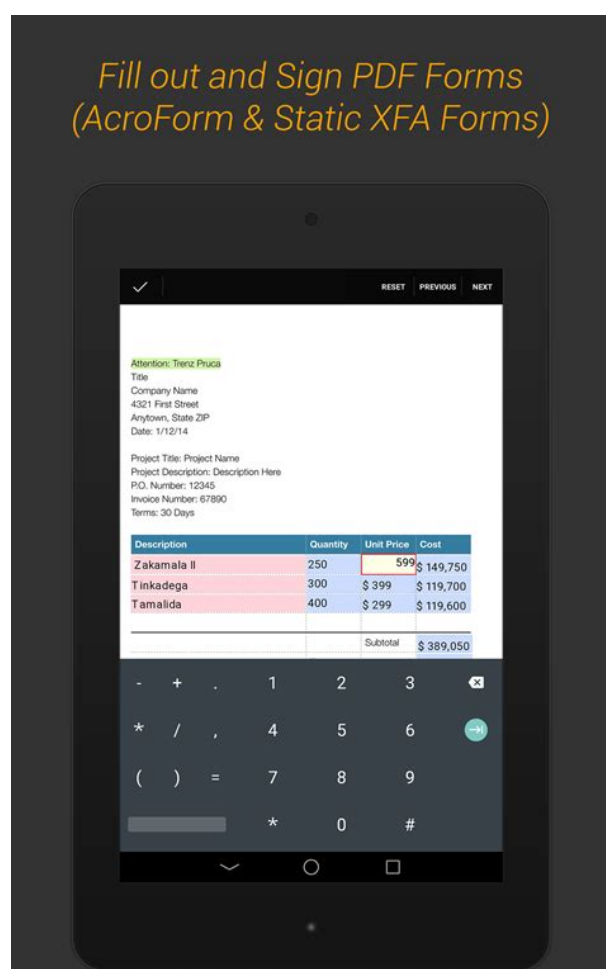 Fill out and Sign PDF Forms
(AcroForm & Static XFA Forms)
RESET PREVIOUS NEXT
Attention: Trenz Pruca
Title
Company Name
4321 First Street
Anytown, State ZIP
Date: 1/12/14
Project Title: Project Name
Project Description: Description Here
P.O. Number: 12345
Invoice Number: 67890
Terms: 30 Days
Description Quantity Unit Price Cost
Zakamala II 250 599 $ 149,750
Tinkadega 300 $ 399 $ 119,700
Tamalida 400 $ 299 $ 119,600
Subtotal $ 389,050
- + . 1 2 3
* / , 4 5 6
( ) = 7 8 9
* 0 #